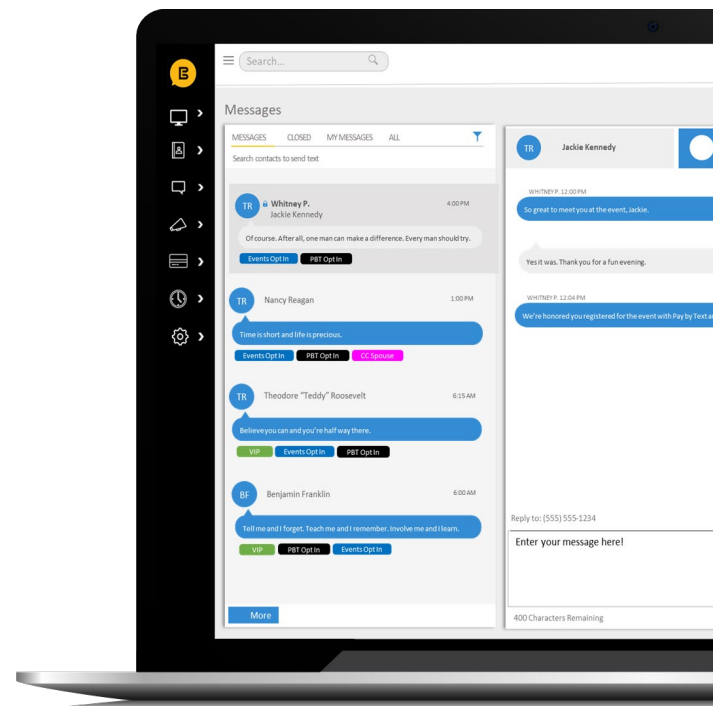 B
Search...
Messages
MESSAGES CLOSED MY MESSAGES ALL
Search contacts to send text
TR Whitney P. 4:00 PM
Jackie Kennedy
Of course. After all, one man can make a difference. Every man should try.
Events Opt In PBT Opt In
TR Nancy Reagan 1:00 PM
Time is short and life is precious.
Events Opt In PBT Opt In CC Spouse
TR Theodore "Teddy" Roosevelt 6:15 AM
Believe you can and you're half way there.
VIP Events Opt In PBT Opt In
BF Benjamin Franklin 6:00 AM
Tell me and I forget. Teach me and I remember. Involve me and I learn.
VIP PBT Opt In Events Opt In
More
TR Jackie Kennedy
WHITNEY P. 12:00 PM
So great to meet you at the event, Jackie.
Yes it was. Thank you for a fun evening.
WHITNEY P. 12:04 PM
We're honored you registered for the event with Pay by Text
Reply to: (555) 555-1234
Enter your message here!
400 Characters Remaining